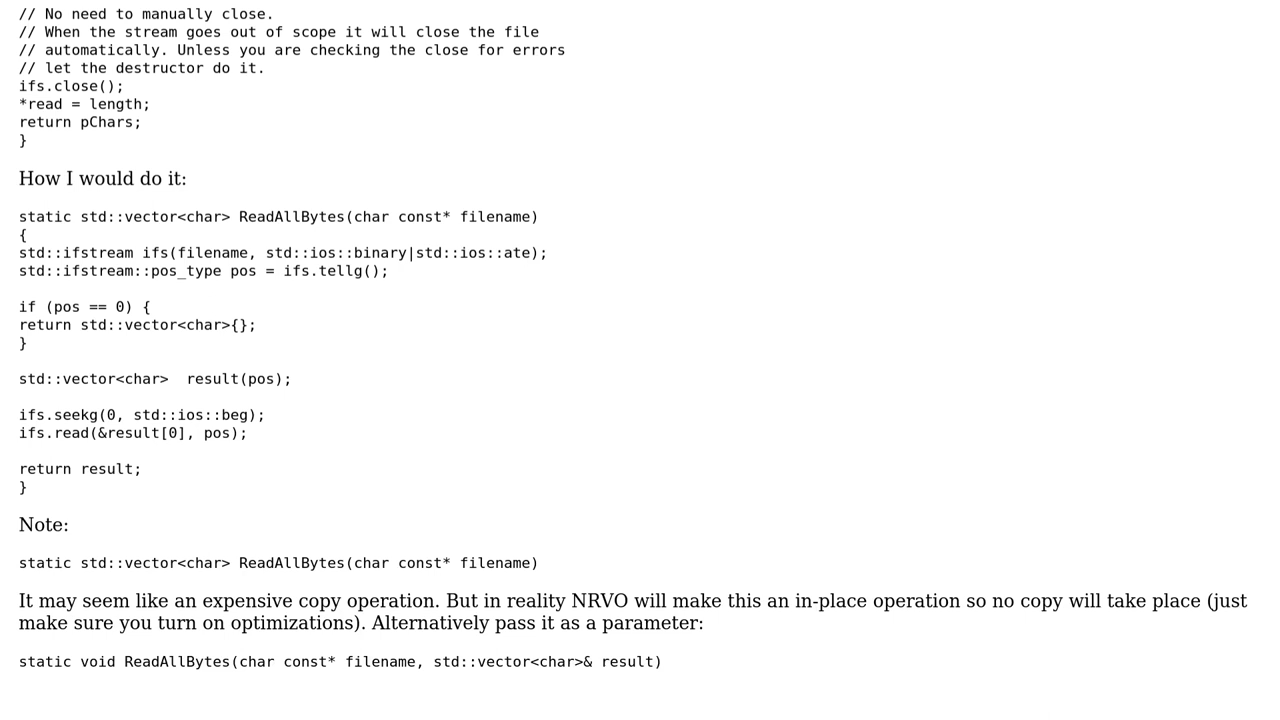 // No need to manually close.
// When the stream goes out of scope it will close the file
// automatically. Unless you are checking the close for errors
// let the destructor do it.
ifs.close();
*read = length;
return pChars;
}
How I would do it:
static std::vector<char> ReadAllBytes(char const* filename)
{
std::ifstream ifs(filename, std::ios::binary|std::ios::ate);
std::ifstream::pos_type pos = ifs.tellg();
if (pos == 0) {
return std::vector<char>{};
}
std::vector<char>  result(pos);
ifs.seekg(0, std::ios::beg);
ifs.read(&result[0], pos);
return result;
}
Note:
static std::vector<char> ReadAllBytes(char const* filename)
It may seem like an expensive copy operation. But in reality NRVO will make this an in-place operation so no copy will take place (just
make sure you turn on optimizations). Alternatively pass it as a parameter:
static void ReadAllBytes(char const* filename, std::vector<char>& result)